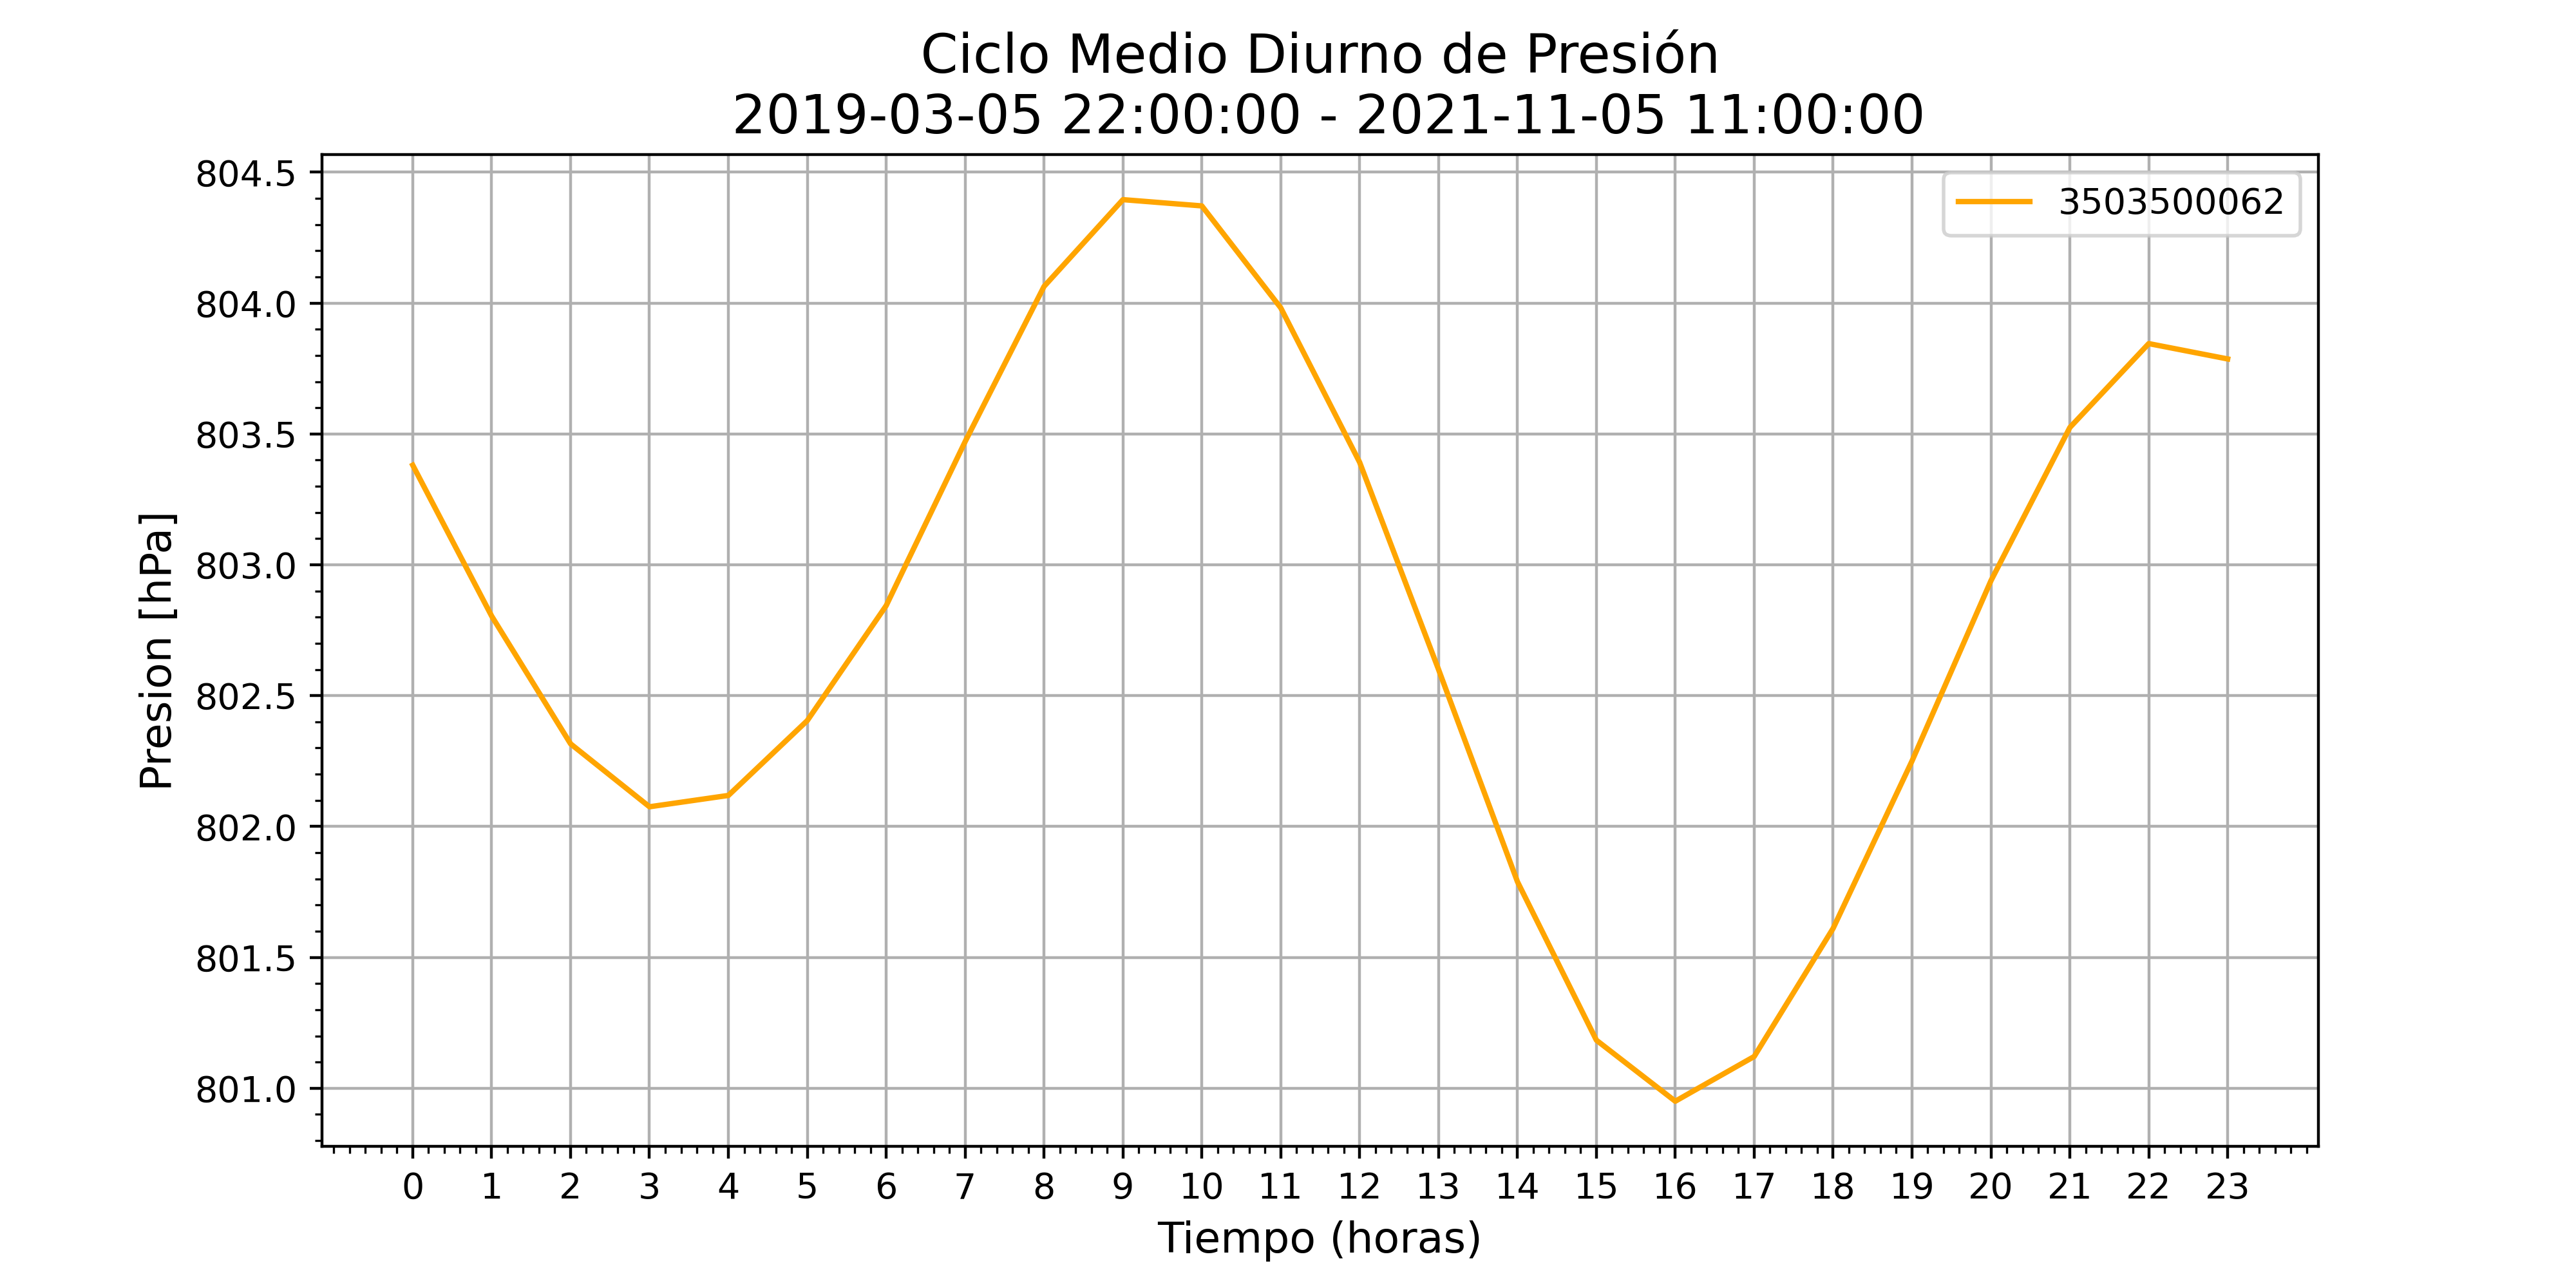 Ciclo Medio Diurno de Presión
2019-03-05 22:00:00 - 2021-11-05 11:00:00
3503500062
804.5
804.0
803.5
803.0
802.5
802.0
801.5
801.0
Presion [hPa]
0 1 2 3 4 5 6 7 8 9 10 11 12 13 14 15 16 17 18 19 20 21 22 23
Tiempo (horas)